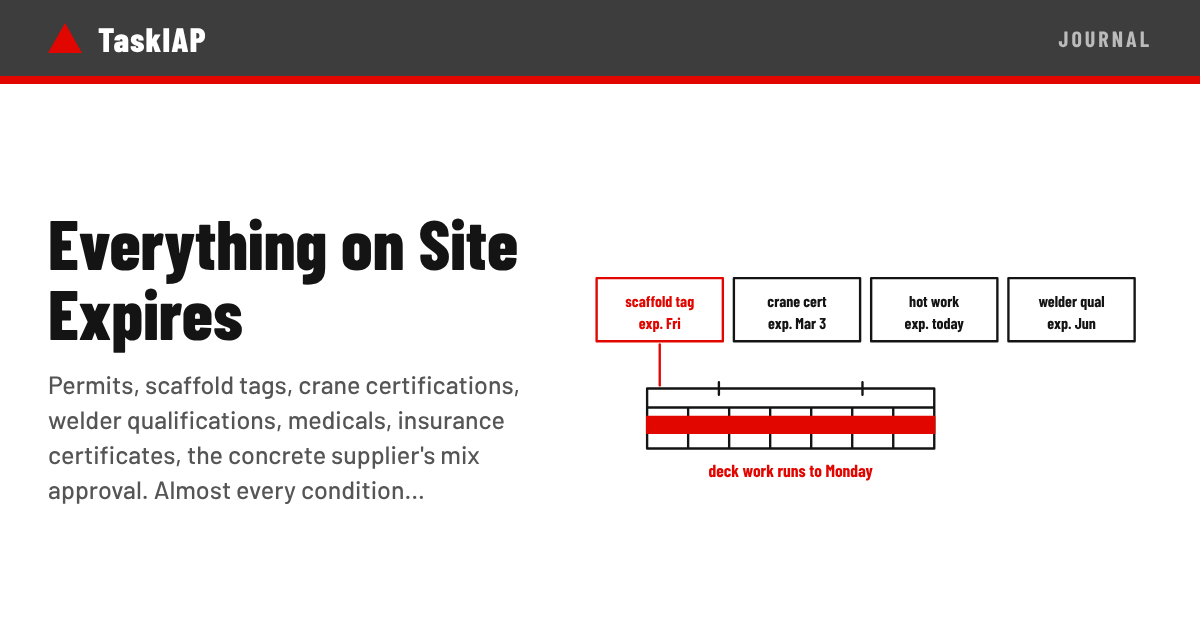 TaskIAP
JOURNAL
Everything on Site
Expires
Permits, scaffold tags, crane certifications,
welder qualifications, medicals, insurance
certificates, the concrete supplier's mix
approval. Almost every condition...
scaffold tag
exp. Fri
crane cert
exp. Mar 3
hot work
exp. today
welder qual
exp. Jun
deck work runs to Monday